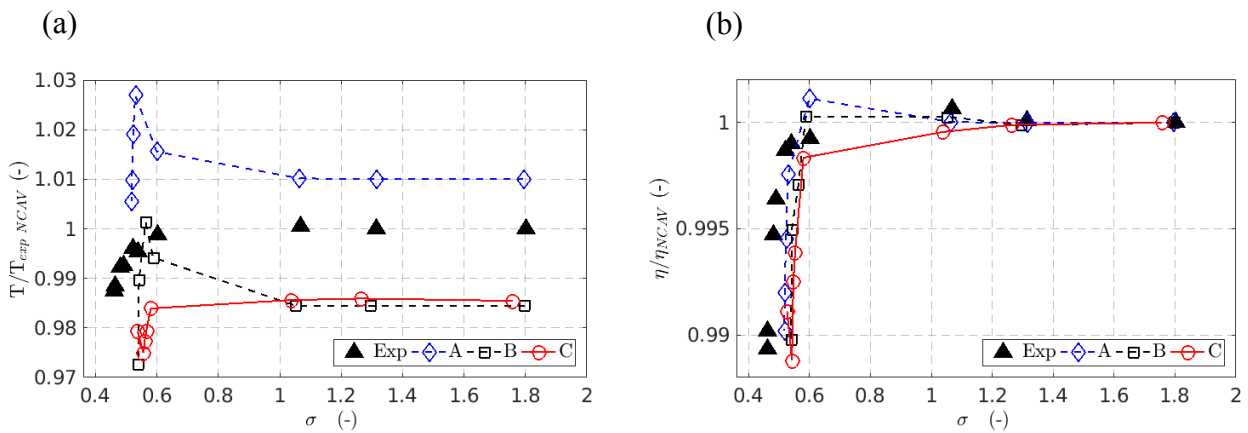 (a)
1.03
1.02
1.01
1
0.99
0.98
0.97
T/T_{exp NCAV} (-)
Exp A B C
0.4 0.6 0.8 1 1.2 1.4 1.6 1.8 2
σ (-)
(b)
1
0.995
0.99
η/η_{NCAV} (-)
Exp A B C
0.4 0.6 0.8 1 1.2 1.4 1.6 1.8 2
σ (-)